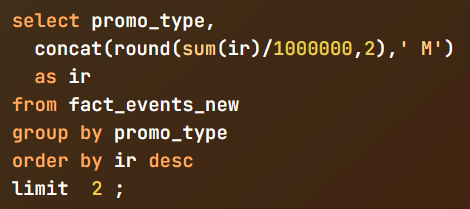 select promo_type,
  concat(round(sum(ir)/1000000,2),' M')
  as ir
from fact_events_new
group by promo_type
order by ir desc
limit  2 ;